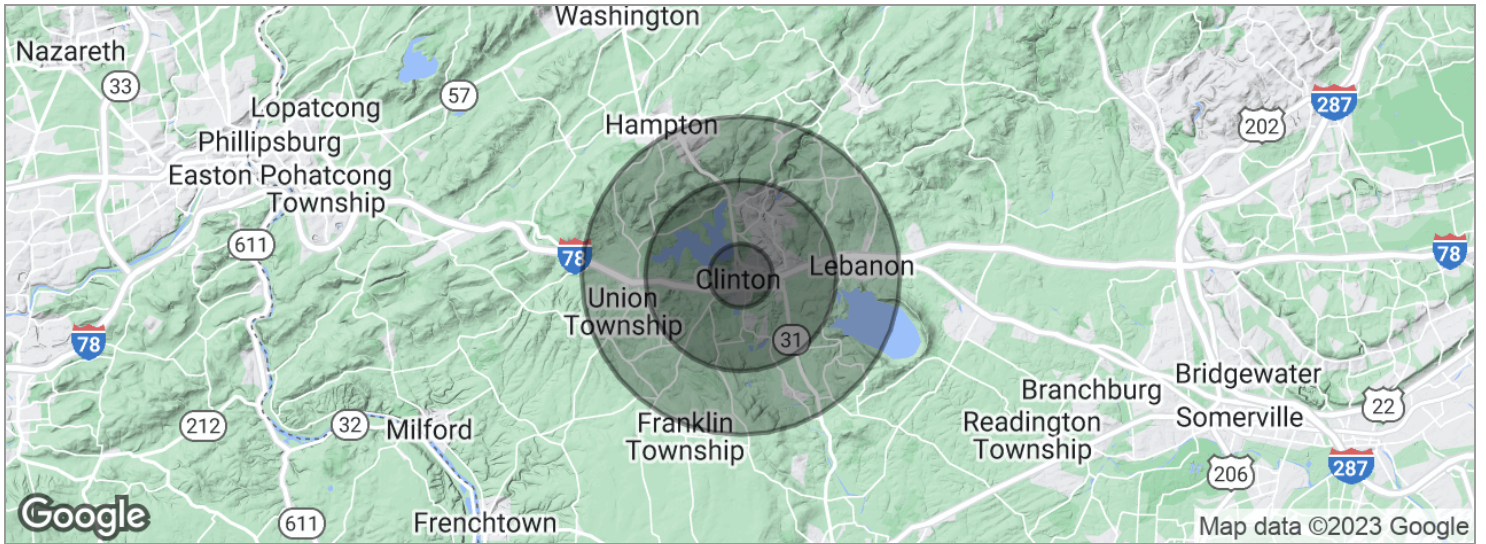 Washington
Nazareth
33
57
Lopatcong
287
202
Hampton
Phillipsburg
Easton Pohatcong
Township
611
78
78
Lebanon
Clinton
Union
Township
78
31
Bridgewater
Branchburg
22
Somerville
Readington
Township
Franklin
Township
212
32
Milford
206
287
Google
611
Frenchtown
Map data ©2023 Google